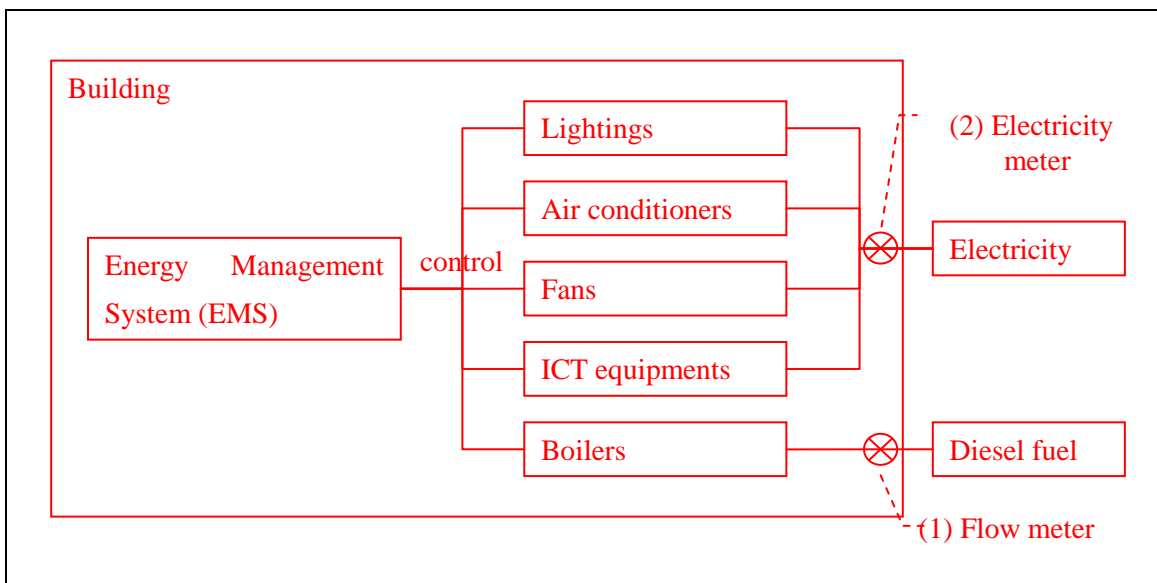 Building
Lightings
(2) Electricity
meter
Air conditioners
Energy Management
System (EMS)
control
Electricity
Fans
ICT equipments
Boilers
Diesel fuel
(1) Flow meter